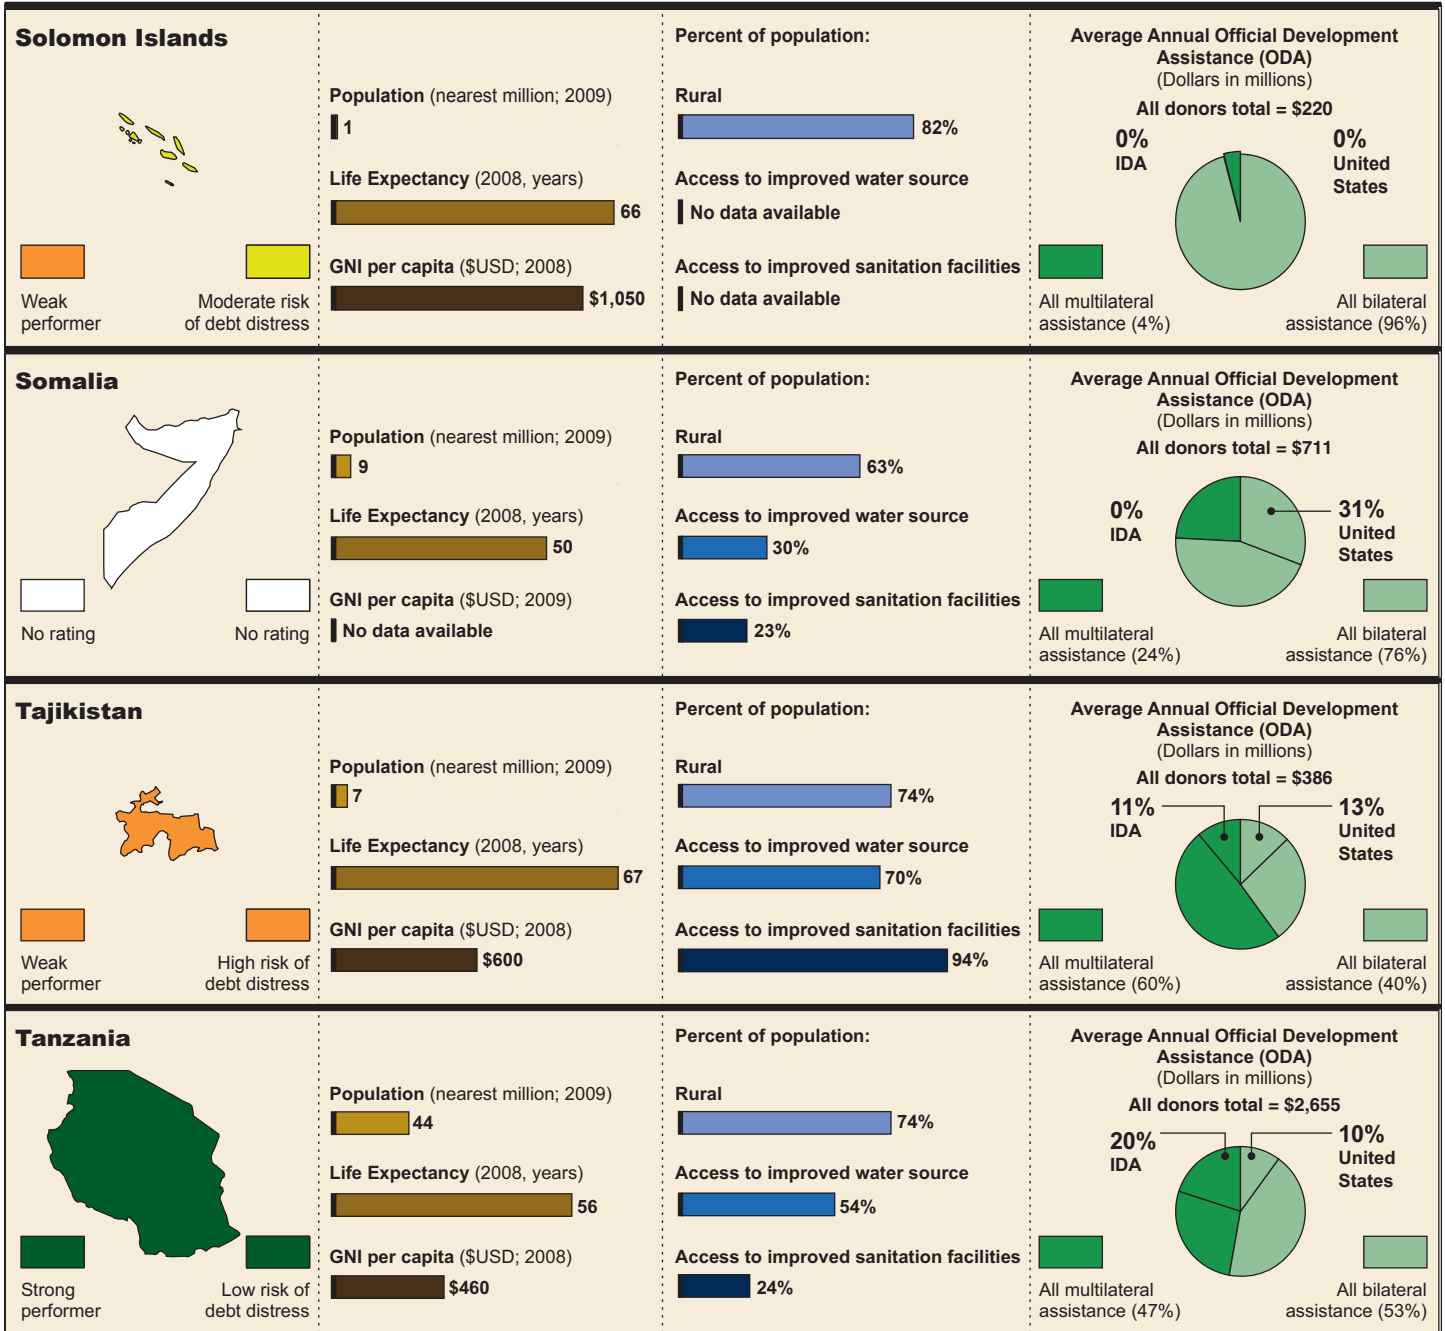 Solomon Islands
Population (nearest million; 2009)
1
Life Expectancy (2008, years)
66
GNI per capita ($USD; 2008)
$1,050
Weak
performer
Moderate risk
of debt distress
Percent of population:
Rural
82%
Access to improved water source
No data available
Access to improved sanitation facilities
No data available
Average Annual Official Development
Assistance (ODA)
(Dollars in millions)
All donors total = $220
0%
IDA
0%
United
States
All multilateral
assistance (4%)
All bilateral
assistance (96%)
Somalia
Population (nearest million; 2009)
9
Life Expectancy (2008, years)
50
GNI per capita ($USD; 2009)
No data available
No rating
No rating
Percent of population:
Rural
63%
Access to improved water source
30%
Access to improved sanitation facilities
23%
Average Annual Official Development
Assistance (ODA)
(Dollars in millions)
All donors total = $711
0%
IDA
31%
United
States
All multilateral
assistance (24%)
All bilateral
assistance (76%)
Tajikistan
Population (nearest million; 2009)
7
Life Expectancy (2008, years)
67
GNI per capita ($USD; 2008)
$600
Weak
performer
High risk of
debt distress
Percent of population:
Rural
74%
Access to improved water source
70%
Access to improved sanitation facilities
94%
Average Annual Official Development
Assistance (ODA)
(Dollars in millions)
All donors total = $386
11%
IDA
13%
United
States
All multilateral
assistance (60%)
All bilateral
assistance (40%)
Tanzania
Population (nearest million; 2009)
44
Life Expectancy (2008, years)
56
GNI per capita ($USD; 2008)
$460
Strong
performer
Low risk of
debt distress
Percent of population:
Rural
74%
Access to improved water source
54%
Access to improved sanitation facilities
24%
Average Annual Official Development
Assistance (ODA)
(Dollars in millions)
All donors total = $2,655
20%
IDA
10%
United
States
All multilateral
assistance (47%)
All bilateral
assistance (53%)